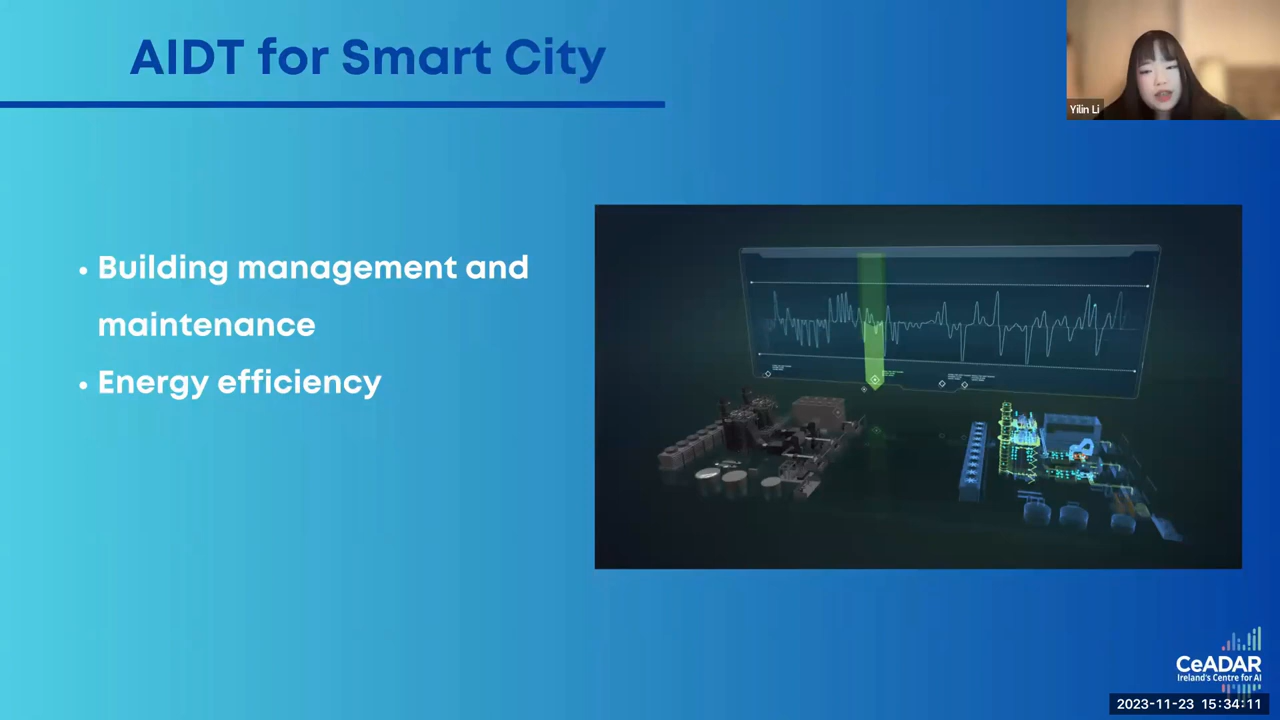 AIDT for Smart City
Yilin Li
• Building management and
maintenance
• Energy efficiency
CeADAR
Ireland's Centre for AI
2023-11-23 15:34:11